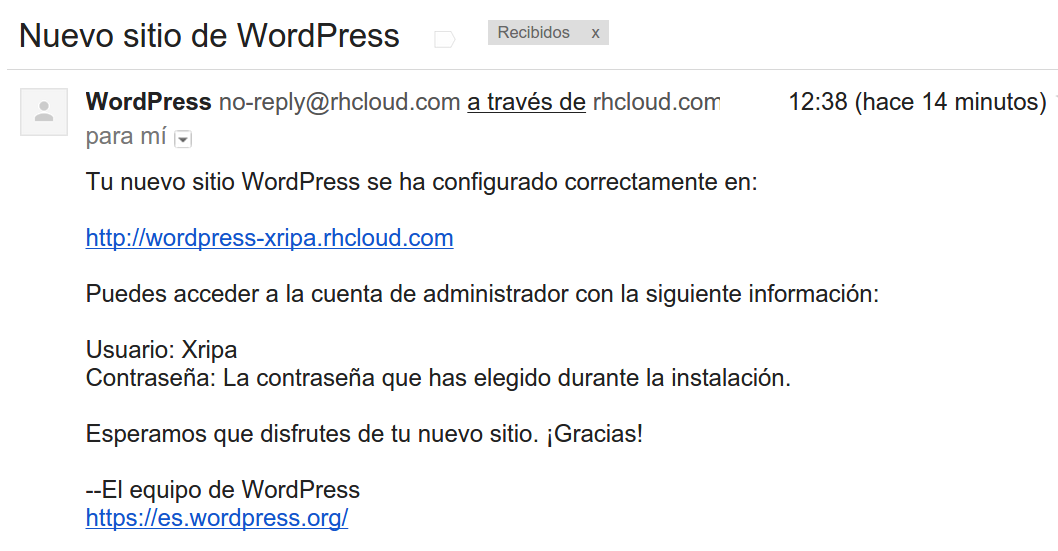 Nuevo sitio de WordPress
Recibidos x
WordPress no-reply@rhcloud.com a través de rhcloud.com
12:38 (hace 14 minutos)
para mí
Tu nuevo sitio WordPress se ha configurado correctamente en:
http://wordpress-xripa.rhcloud.com
Puedes acceder a la cuenta de administrador con la siguiente información:
Usuario: Xripa
Contraseña: La contraseña que has elegido durante la instalación.
Esperamos que disfrutes de tu nuevo sitio. ¡Gracias!
--El equipo de WordPress
https://es.wordpress.org/